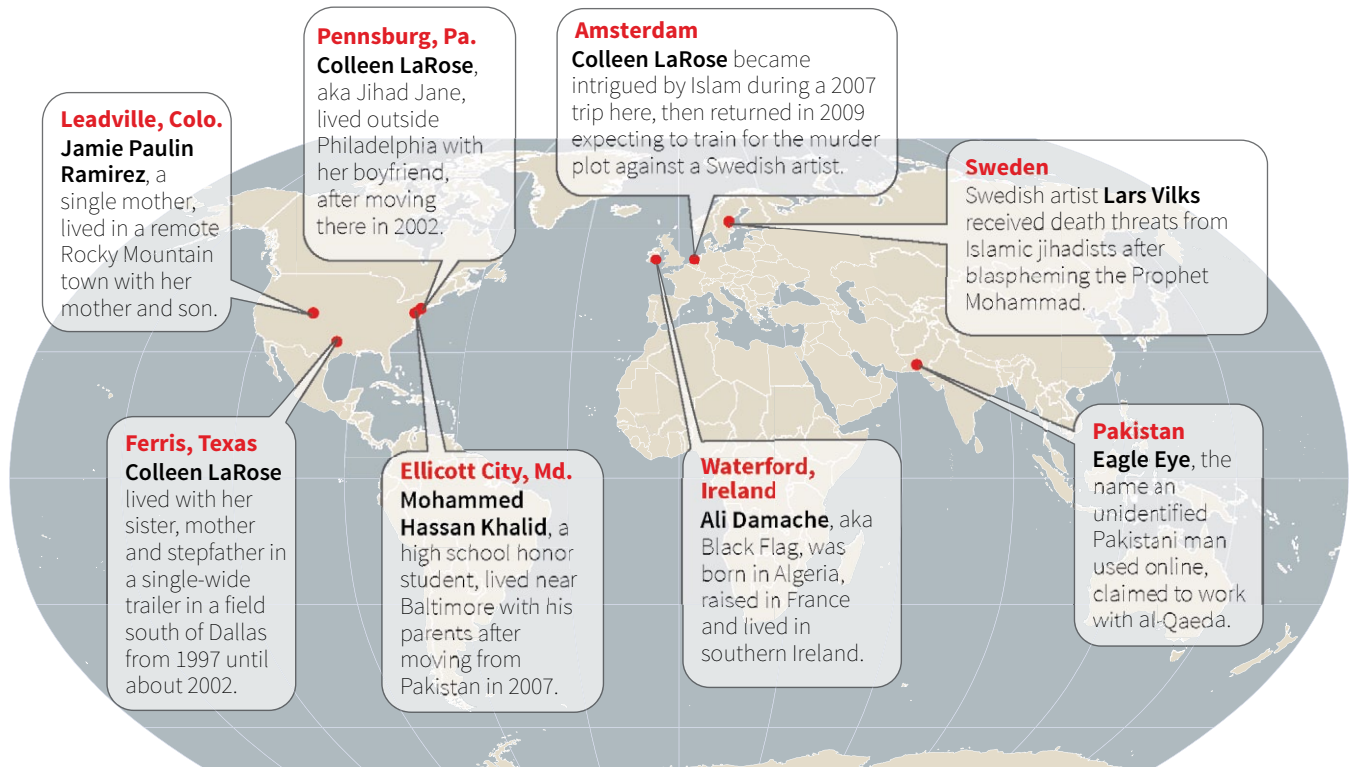 Pennsburg, Pa.
Colleen LaRose,
aka Jihad Jane,
lived outside
Philadelphia with
her boyfriend,
after moving
there in 2002.
Amsterdam
Colleen LaRose became
intrigued by Islam during a 2007
trip here, then returned in 2009
expecting to train for the murder
plot against a Swedish artist.
Leadville, Colo.
Jamie Paulin
Ramirez, a
single mother,
lived in a remote
Rocky Mountain
town with her
mother and son.
Sweden
Swedish artist Lars Vilks
received death threats from
Islamic jihadists after
blaspheming the Prophet
Mohammad.
Ferris, Texas
Colleen LaRose
lived with her
sister, mother
and stepfather in
a single-wide
trailer in a field
south of Dallas
from 1997 until
about 2002.
Ellicott City, Md.
Mohammed
Hassan Khalid, a
high school honor
student, lived near
Baltimore with his
parents after
moving from
Pakistan in 2007.
Waterford,
Ireland
Ali Damache, aka
Black Flag, was
born in Algeria,
raised in France
and lived in
southern Ireland.
Pakistan
Eagle Eye, the
name an
unidentified
Pakistani man
used online,
claimed to work
with al-Qaeda.